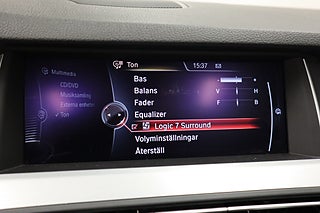 Ton
15:37
Multimedia
CD/DVD
Musiksamling
Externa enheter
Ton
Bas
Balans V H
Fader F B
Equalizer
Logic 7 Surround
Volyminställningar
Återställ